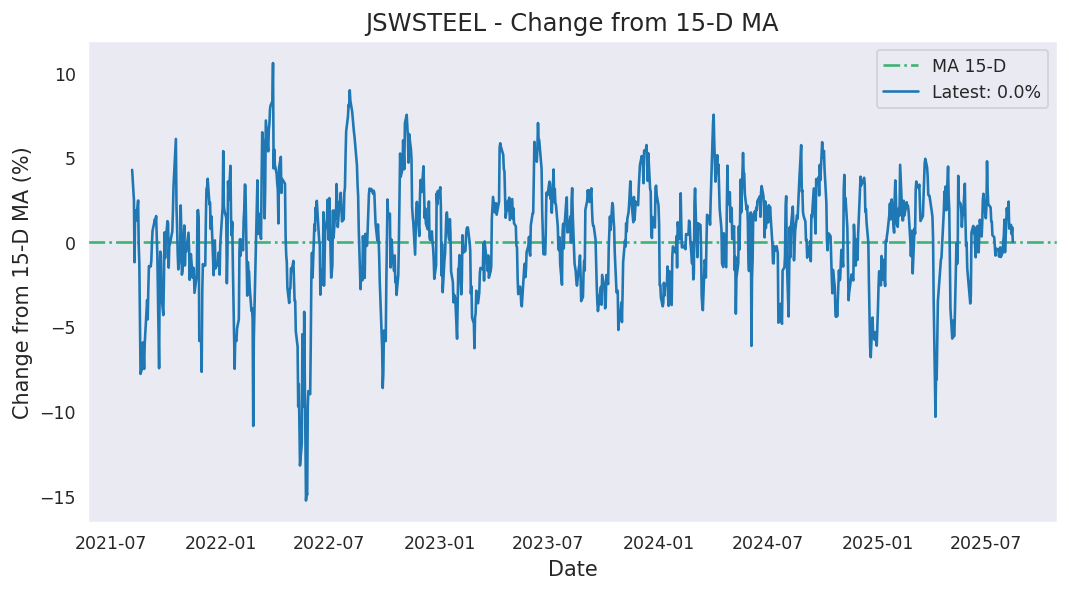 JSWSTEEL - Change from 15-D MA
MA 15-D
Latest: 0.0%
Change from 15-D MA (%)
10
5
0
−5
−10
−15
2021-07 2022-01 2022-07 2023-01 2023-07 2024-01 2024-07 2025-01 2025-07
Date